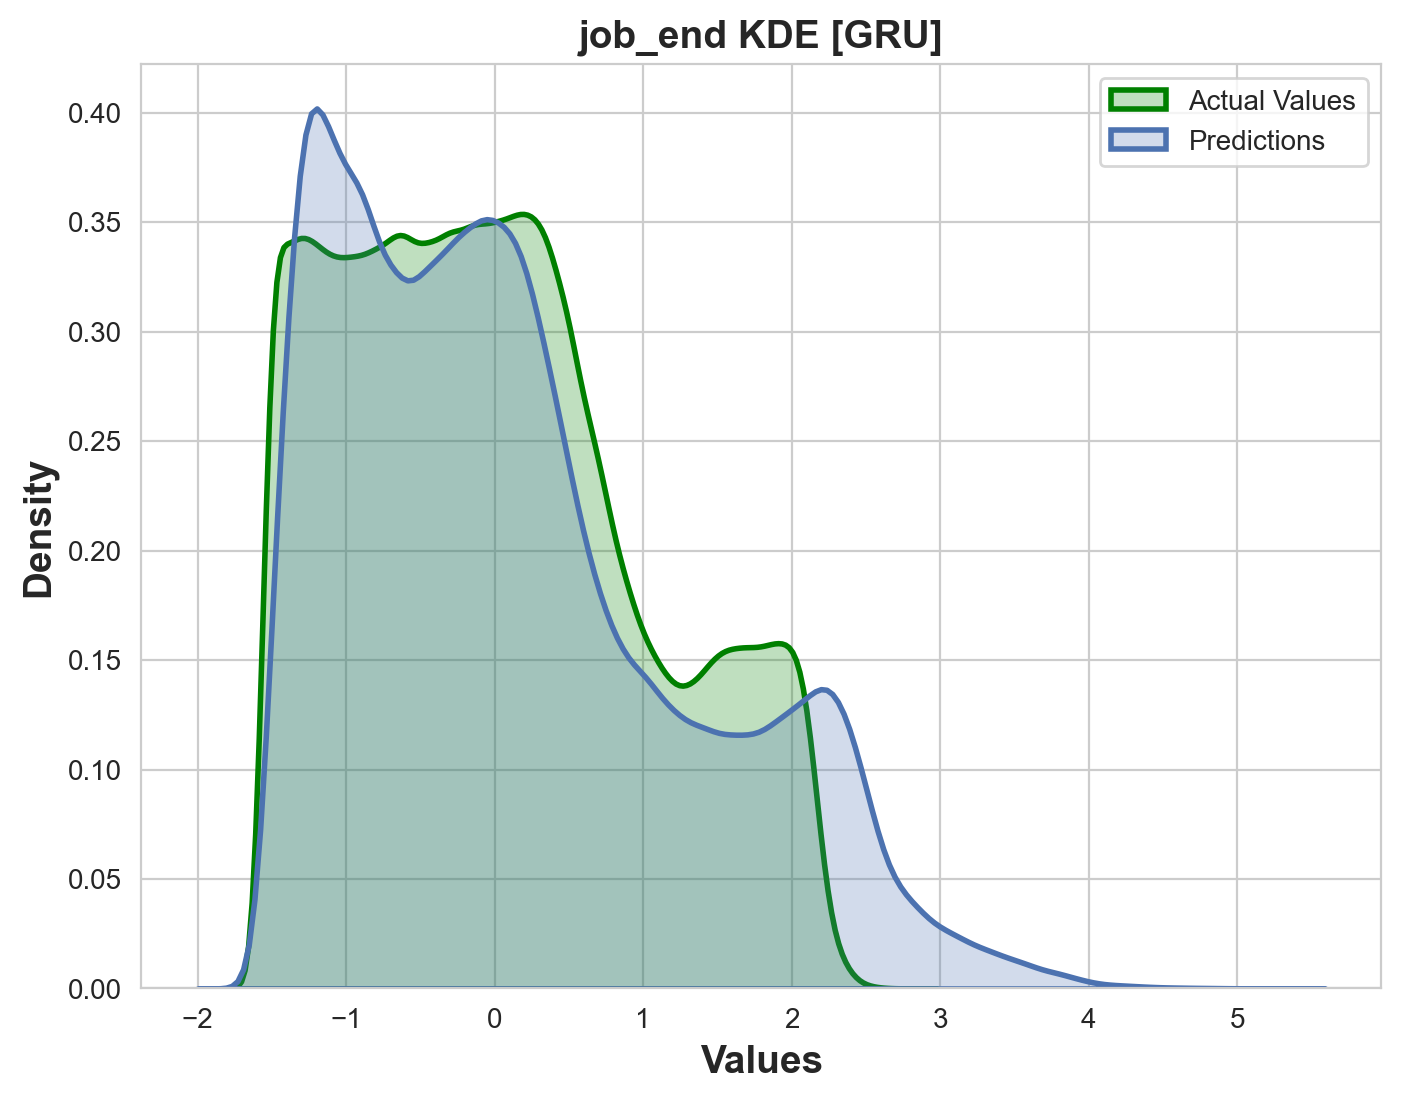 job_end KDE [GRU]
Actual Values
Predictions
0.40
0.35
0.30
0.25
0.20
0.15
0.10
0.05
0.00
Density
−2 −1 0 1 2 3 4 5
Values